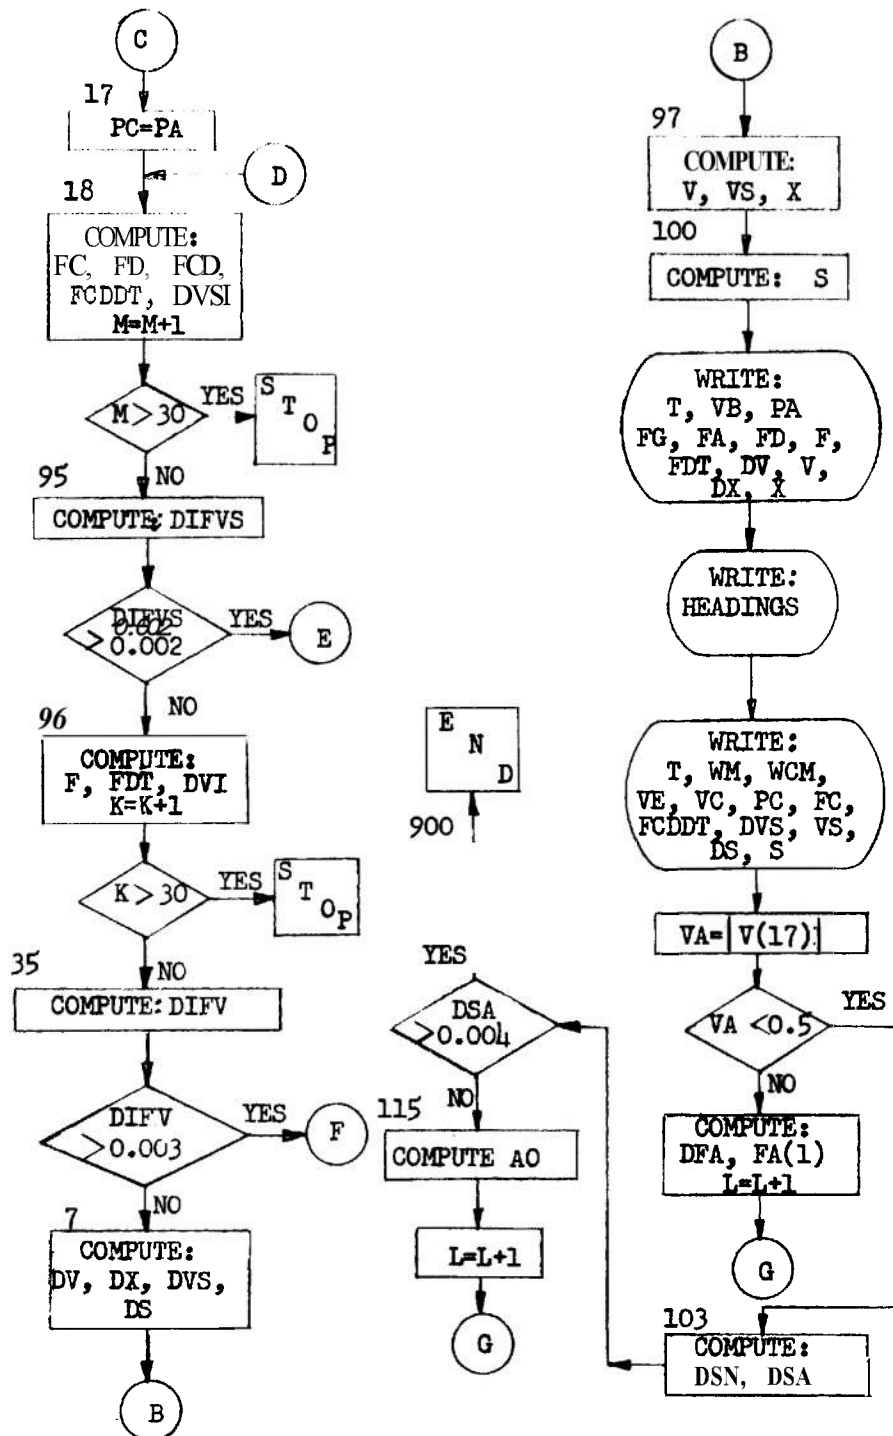 C
17
PC=PA
D
18
COMPUTE:
FC, FD, FCD,
FCDDT, DVSI
M=M+1
M > 30
YES
STOP
NO
95
COMPUTE: DIFVS
DIFVS
0.002
> 0.002
YES
E
NO
96
COMPUTE:
F, FDT, DVI
K=K+1
K > 30
YES
STOP
NO
35
COMPUTE: DIFV
DIFV
> 0.003
YES
F
NO
7
COMPUTE:
DV, DX, DVS,
DS
B
END
900
YES
DSA
>0.004
NO
115
COMPUTE AO
L=L+1
G
B
97
COMPUTE:
V, VS, X
100
COMPUTE: S
WRITE:
T, VB, PA
FG, FA, FD, F,
FDT, DV, V,
DX, X
WRITE:
HEADINGS
WRITE:
T, WM, WCM,
VE, VC, PC, FC,
FCDDT, DVS, VS,
DS, S
VA=|V(17)|
VA <0.5
YES
NO
COMPUTE:
DFA, FA(1)
L=L+1
G
103
COMPUTE:
DSN, DSA